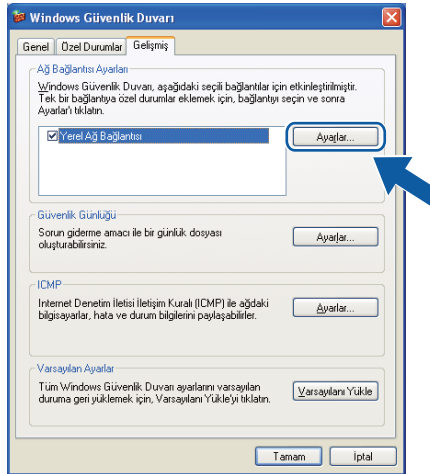 Windows Güvenlik Duvarı
Genel Özel Durumlar Gelişmiş
Ağ Bağlantısı Ayarları
Windows Güvenlik Duvarı, aşağıdaki seçili bağlantılar için etkinleştirilmiştir.
Tek bir bağlantıya özel durumlar eklemek için, bağlantıyı seçin ve sonra
Ayarlar'ı tıklatın.
Yerel Ağ Bağlantısı
Ayarlar...
Güvenlik Günlüğü
Sorun giderme amacı ile bir günlük dosyası
oluşturabilirsiniz.
Ayarlar...
ICMP
Internet Denetim İletisi İletişim Kuralı (ICMP) ile ağdaki
bilgisayarlar, hata ve durum bilgilerini paylaşabilirler.
Ayarlar...
Varsayılan Ayarlar
Tüm Windows Güvenlik Duvarı ayarlarını varsayılan
duruma geri yüklemek için, Varsayılanı Yükle'yi tıklatın.
Varsayılanı Yükle
Tamam İptal